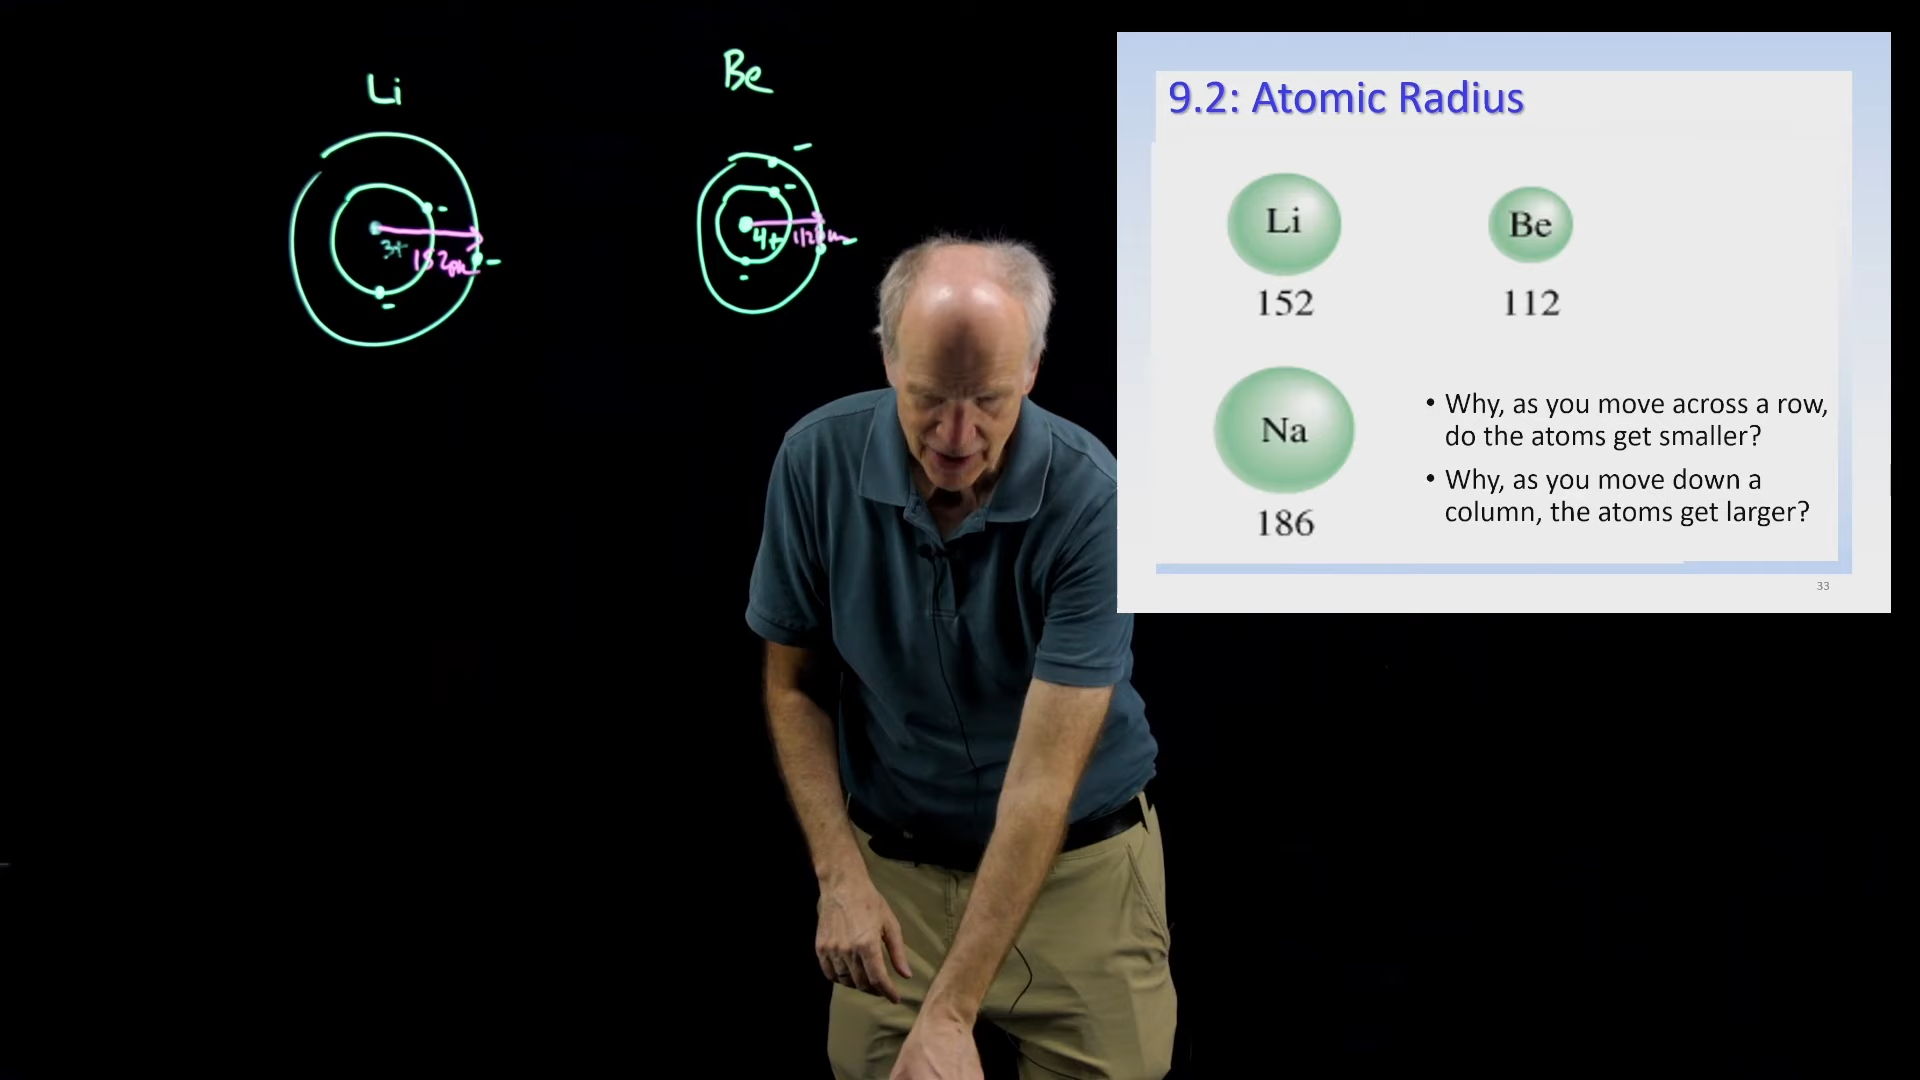 Li
Be
3+
152pm
4+
9.2: Atomic Radius
Li
Be
152
112
Na
186
• Why, as you move across a row,
do the atoms get smaller?
• Why, as you move down a
column, the atoms get larger?
33